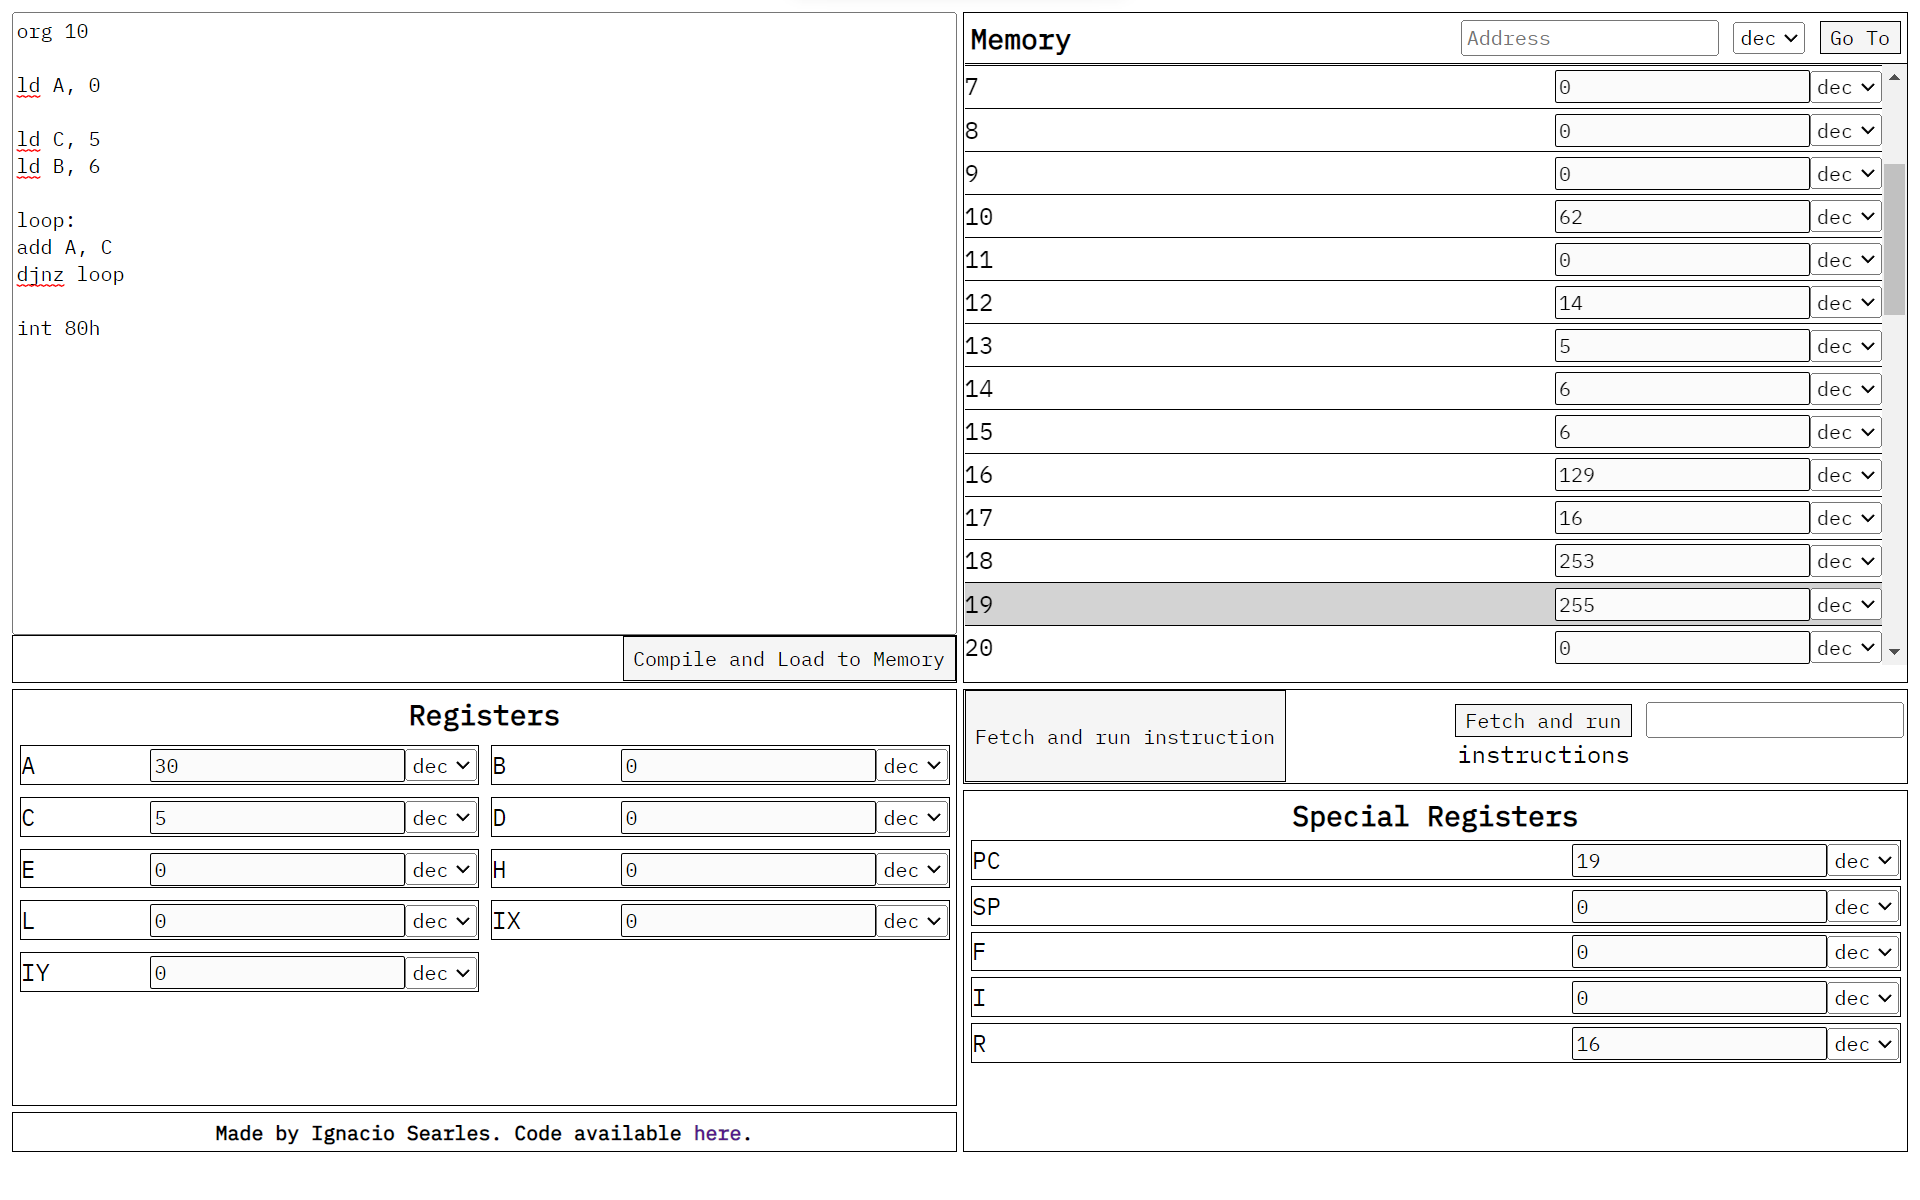 org 10
ld A, 0
ld C, 5
ld B, 6
loop:
add A, C
djnz loop
int 80h
Compile and Load to Memory
Memory Address dec Go To
7 0 dec
8 0 dec
9 0 dec
10 62 dec
11 0 dec
12 14 dec
13 5 dec
14 6 dec
15 6 dec
16 129 dec
17 16 dec
18 253 dec
19 255 dec
20 0 dec
Registers
A 30 dec B 0 dec
C 5 dec D 0 dec
E 0 dec H 0 dec
L 0 dec IX 0 dec
IY 0 dec
Made by Ignacio Searles. Code available here.
Fetch and run instruction
Fetch and run
instructions
Special Registers
PC 19 dec
SP 0 dec
F 0 dec
I 0 dec
R 16 dec